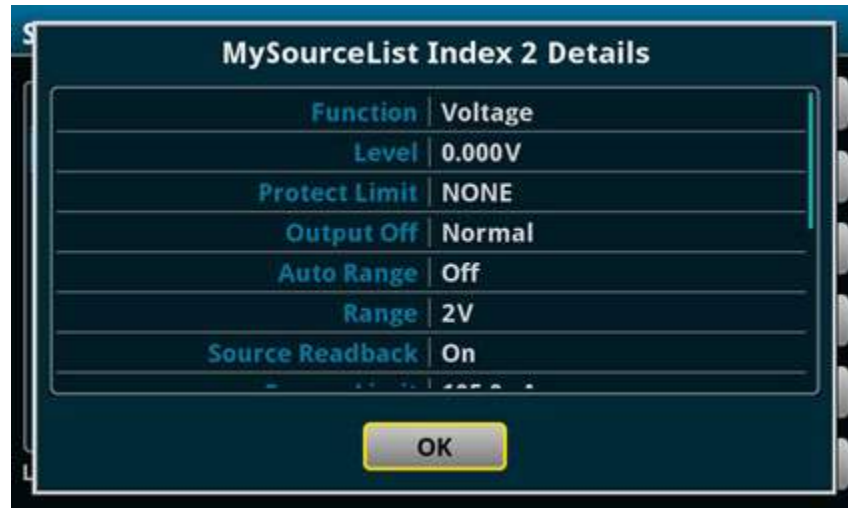 MySourceList Index 2 Details
Function Voltage
Level 0.000V
Protect Limit NONE
Output Off Normal
Auto Range Off
Range 2V
Source Readback On
OK